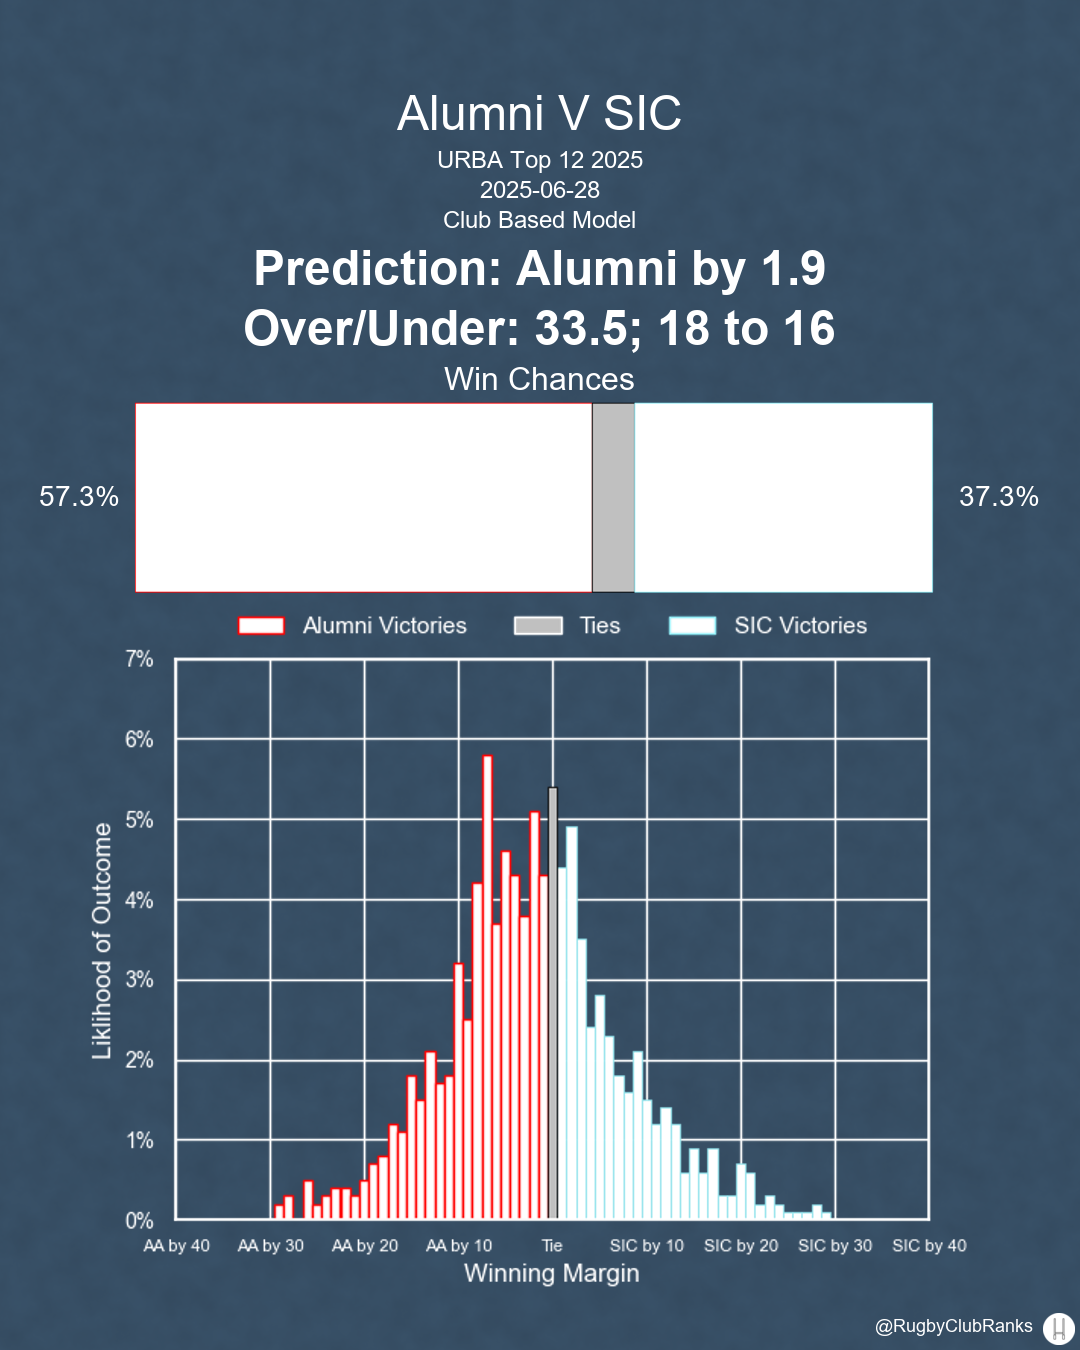 Alumni V SIC
URBA Top 12 2025
2025-06-28
Club Based Model
Prediction: Alumni by 1.9
Over/Under: 33.5; 18 to 16
Win Chances
57.3%
37.3%
Alumni Victories
Ties
SIC Victories
7%
6%
5%
4%
3%
2%
1%
0%
Liklihood of Outcome
AA by 40
AA by 30
AA by 20
AA by 10
Tie
SIC by 10
SIC by 20
SIC by 30
SIC by 40
Winning Margin
@RugbyClubRanks